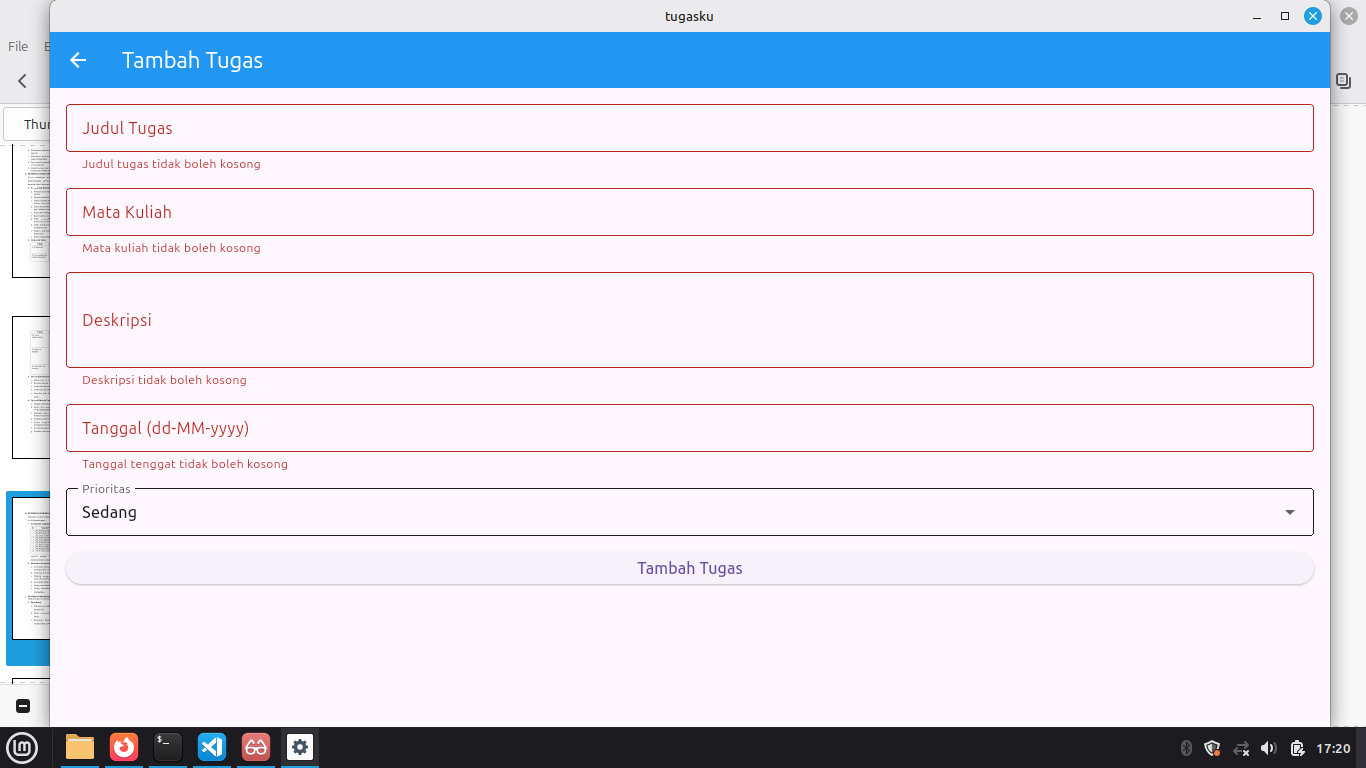 tugasku
File
Tambah Tugas
Judul Tugas
Judul tugas tidak boleh kosong
Mata Kuliah
Mata kuliah tidak boleh kosong
Deskripsi
Deskripsi tidak boleh kosong
Tanggal (dd-MM-yyyy)
Tanggal tenggat tidak boleh kosong
Prioritas
Sedang
Tambah Tugas
17:20